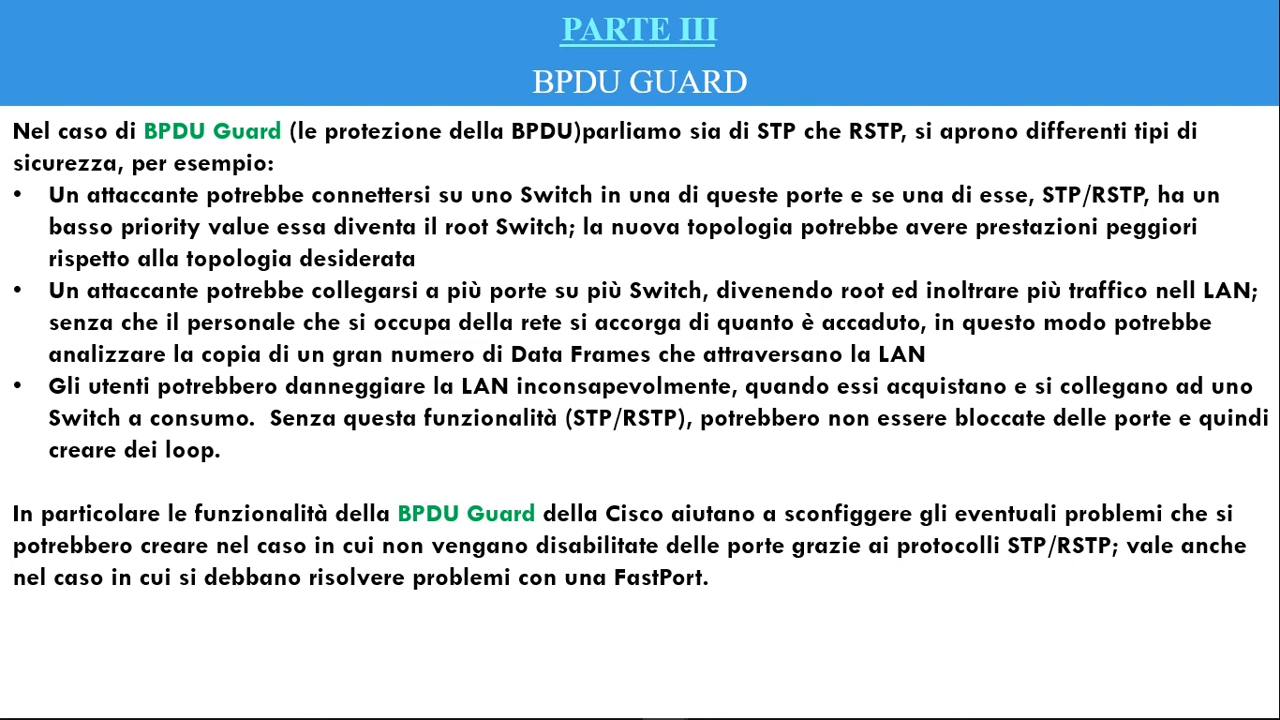 PARTE III
BPDU GUARD
Nel caso di BPDU Guard (le protezione della BPDU)parliamo sia di STP che RSTP, si aprono differenti tipi di
sicurezza, per esempio:
• Un attaccante potrebbe connettersi su uno Switch in una di queste porte e se una di esse, STP/RSTP, ha un
basso priority value essa diventa il root Switch; la nuova topologia potrebbe avere prestazioni peggiori
rispetto alla topologia desiderata
• Un attaccante potrebbe collegarsi a più porte su più Switch, divenendo root ed inoltrare più traffico nell LAN;
senza che il personale che si occupa della rete si accorga di quanto è accaduto, in questo modo potrebbe
analizzare la copia di un gran numero di Data Frames che attraversano la LAN
• Gli utenti potrebbero danneggiare la LAN inconsapevolmente, quando essi acquistano e si collegano ad uno
Switch a consumo. Senza questa funzionalità (STP/RSTP), potrebbero non essere bloccate delle porte e quindi
creare dei loop.
In particolare le funzionalità della BPDU Guard della Cisco aiutano a sconfiggere gli eventuali problemi che si
potrebbero creare nel caso in cui non vengano disabilitate delle porte grazie ai protocolli STP/RSTP; vale anche
nel caso in cui si debbano risolvere problemi con una FastPort.